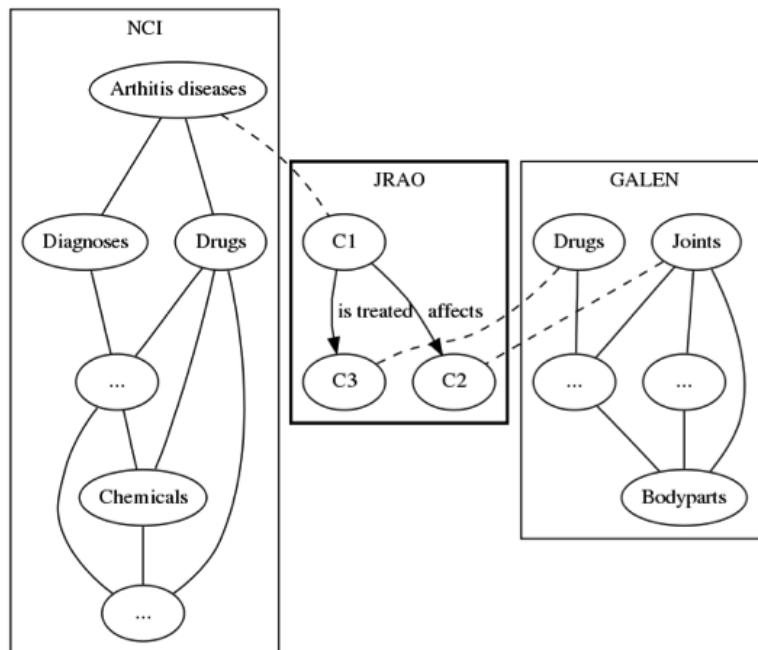 NCI
Arthitis diseases
Diagnoses
Drugs
...
Chemicals
...
JRAO
C1
is treated
affects
C3
C2
GALEN
Drugs
Joints
...
...
Bodyparts